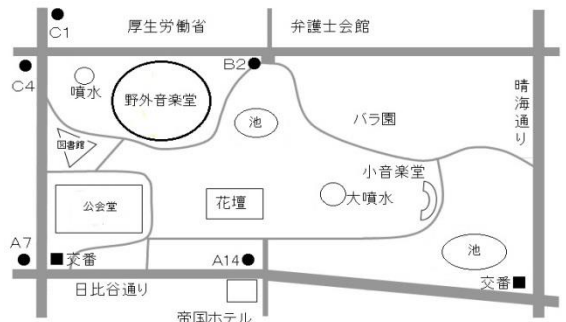 C1
厚生労働省
弁護士会館
C4
B2
噴水
野外音楽堂
晴海通り
池
バラ園
図書館
小音楽堂
公会堂
花壇
大噴水
A7
交番
A14
池
日比谷通り
交番
帝国ホテル